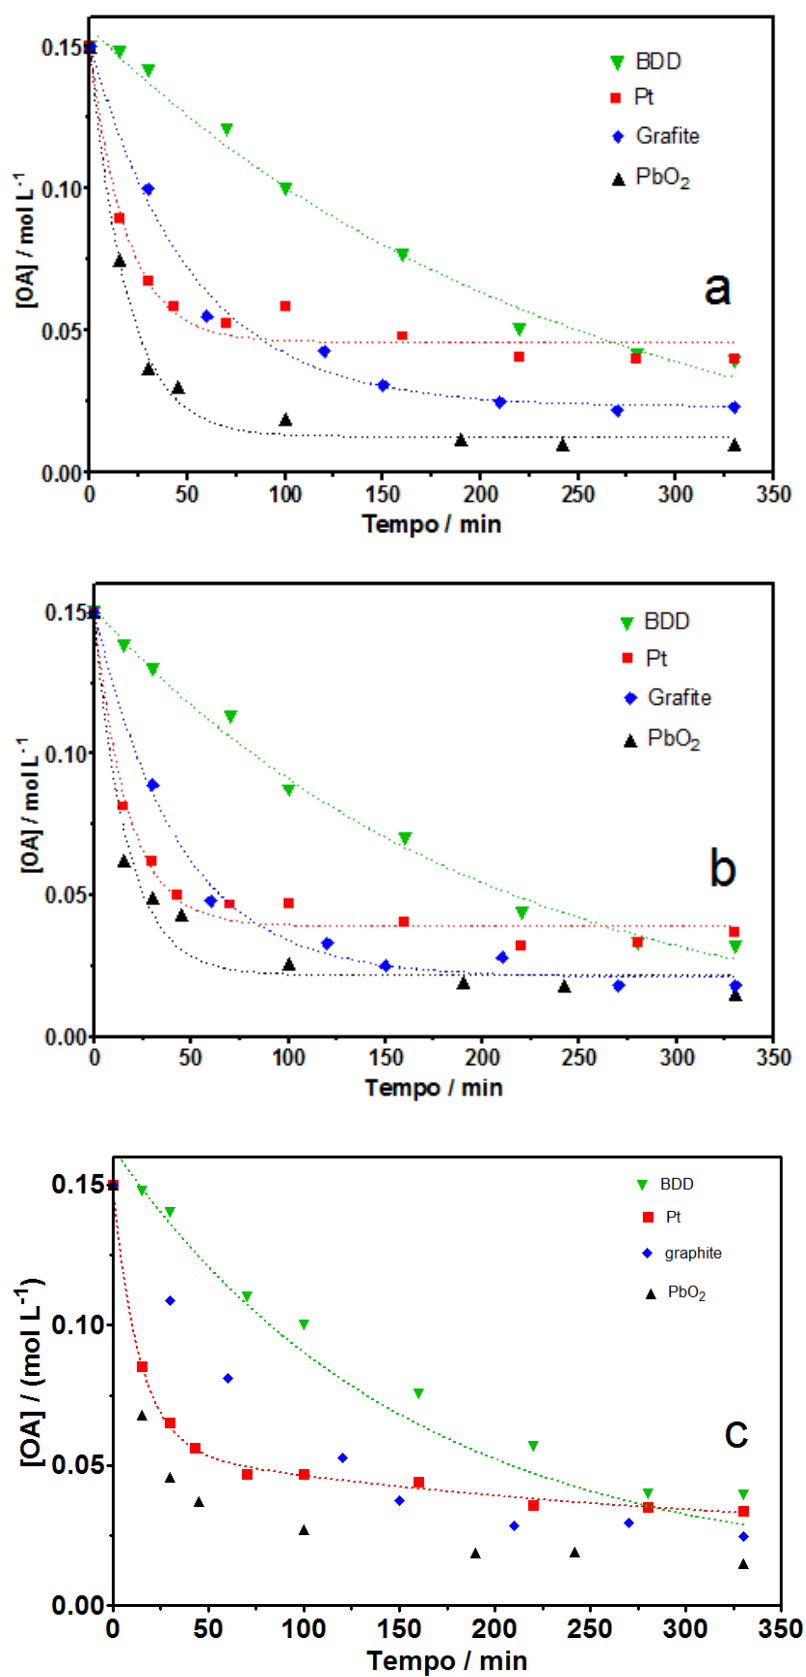 0.15
0.10
0.05
0.00
[OA] / mol L-1
BDD
Pt
Grafite
PbO2
a
0 50 100 150 200 250 300 350
Tempo / min
0.15
0.10
0.05
0.00
[OA] / mol L-1
BDD
Pt
Grafite
PbO2
b
0 50 100 150 200 250 300 350
Tempo / min
0.15
0.10
0.05
0.00
[OA] / (mol L-1)
BDD
Pt
graphite
PbO2
c
0 50 100 150 200 250 300 350
Tempo / min